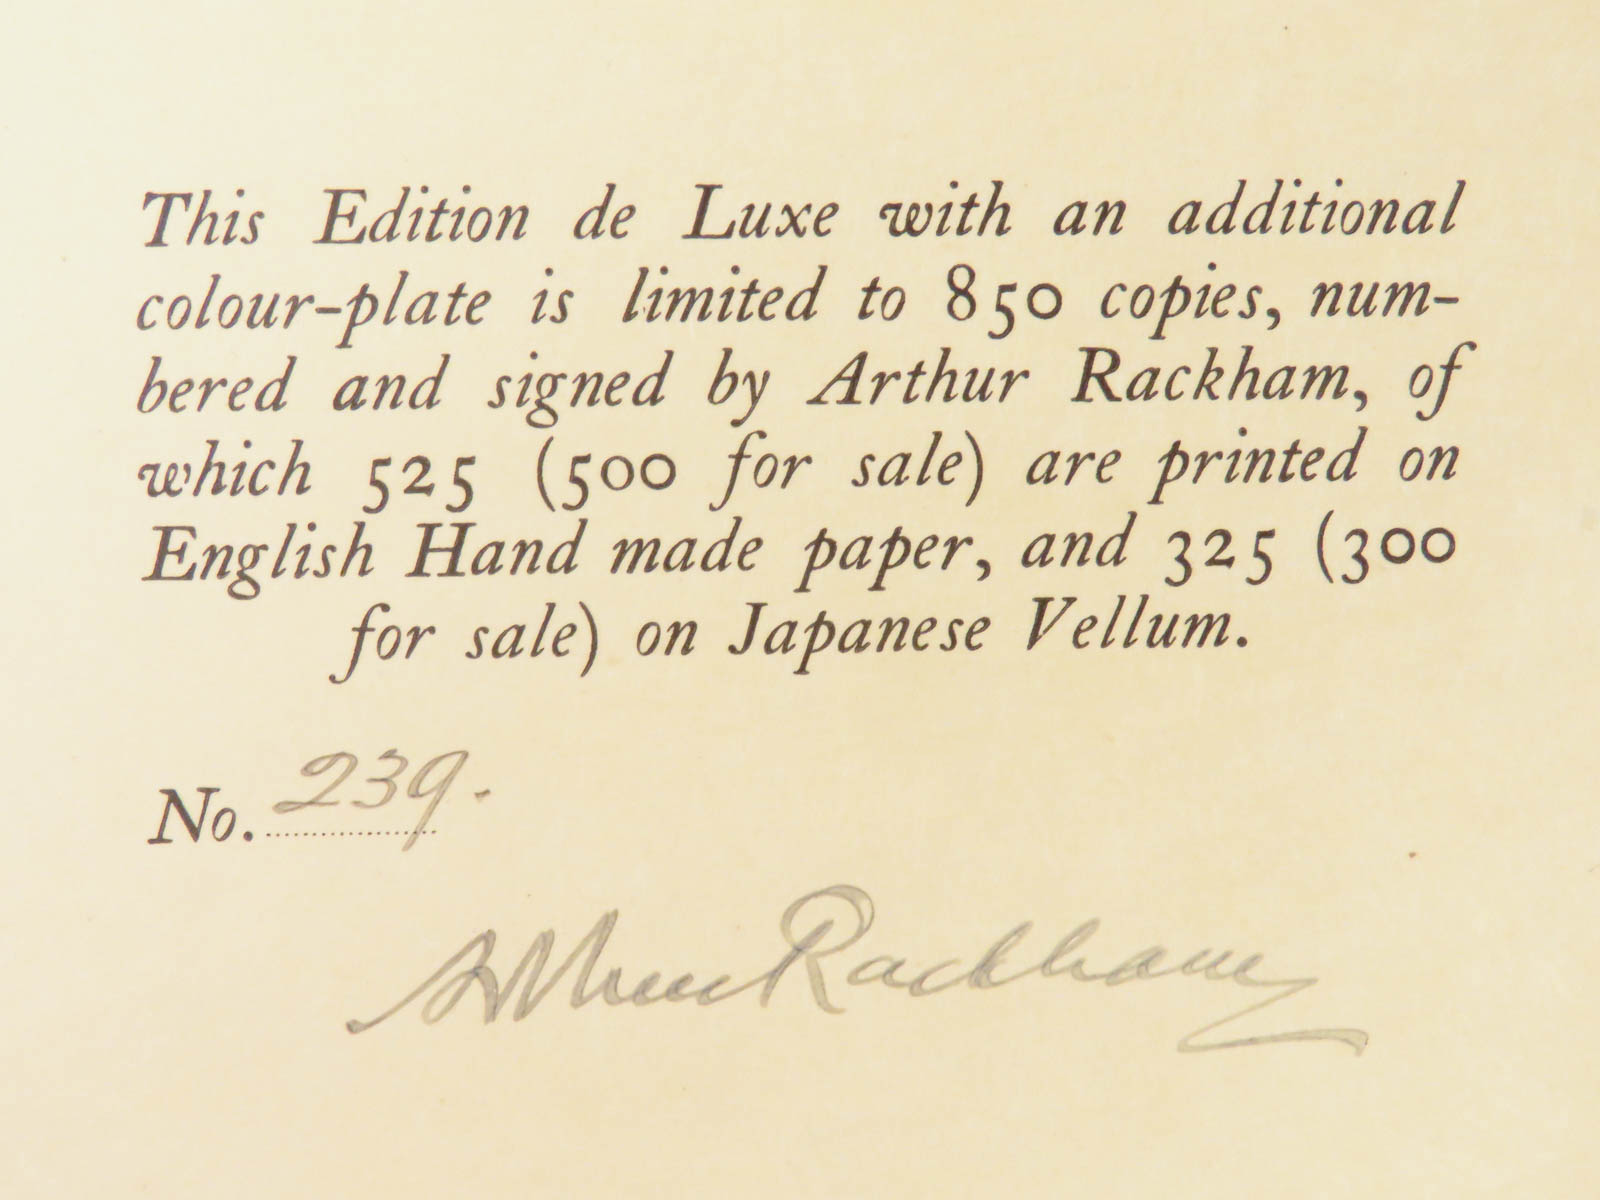 This Edition de Luxe with an additional
colour-plate is limited to 850 copies, num-
bered and signed by Arthur Rackham, of
which 525 (500 for sale) are printed on
English Hand made paper, and 325 (300
for sale) on Japanese Vellum.
No. 239.
Arthur Rackham